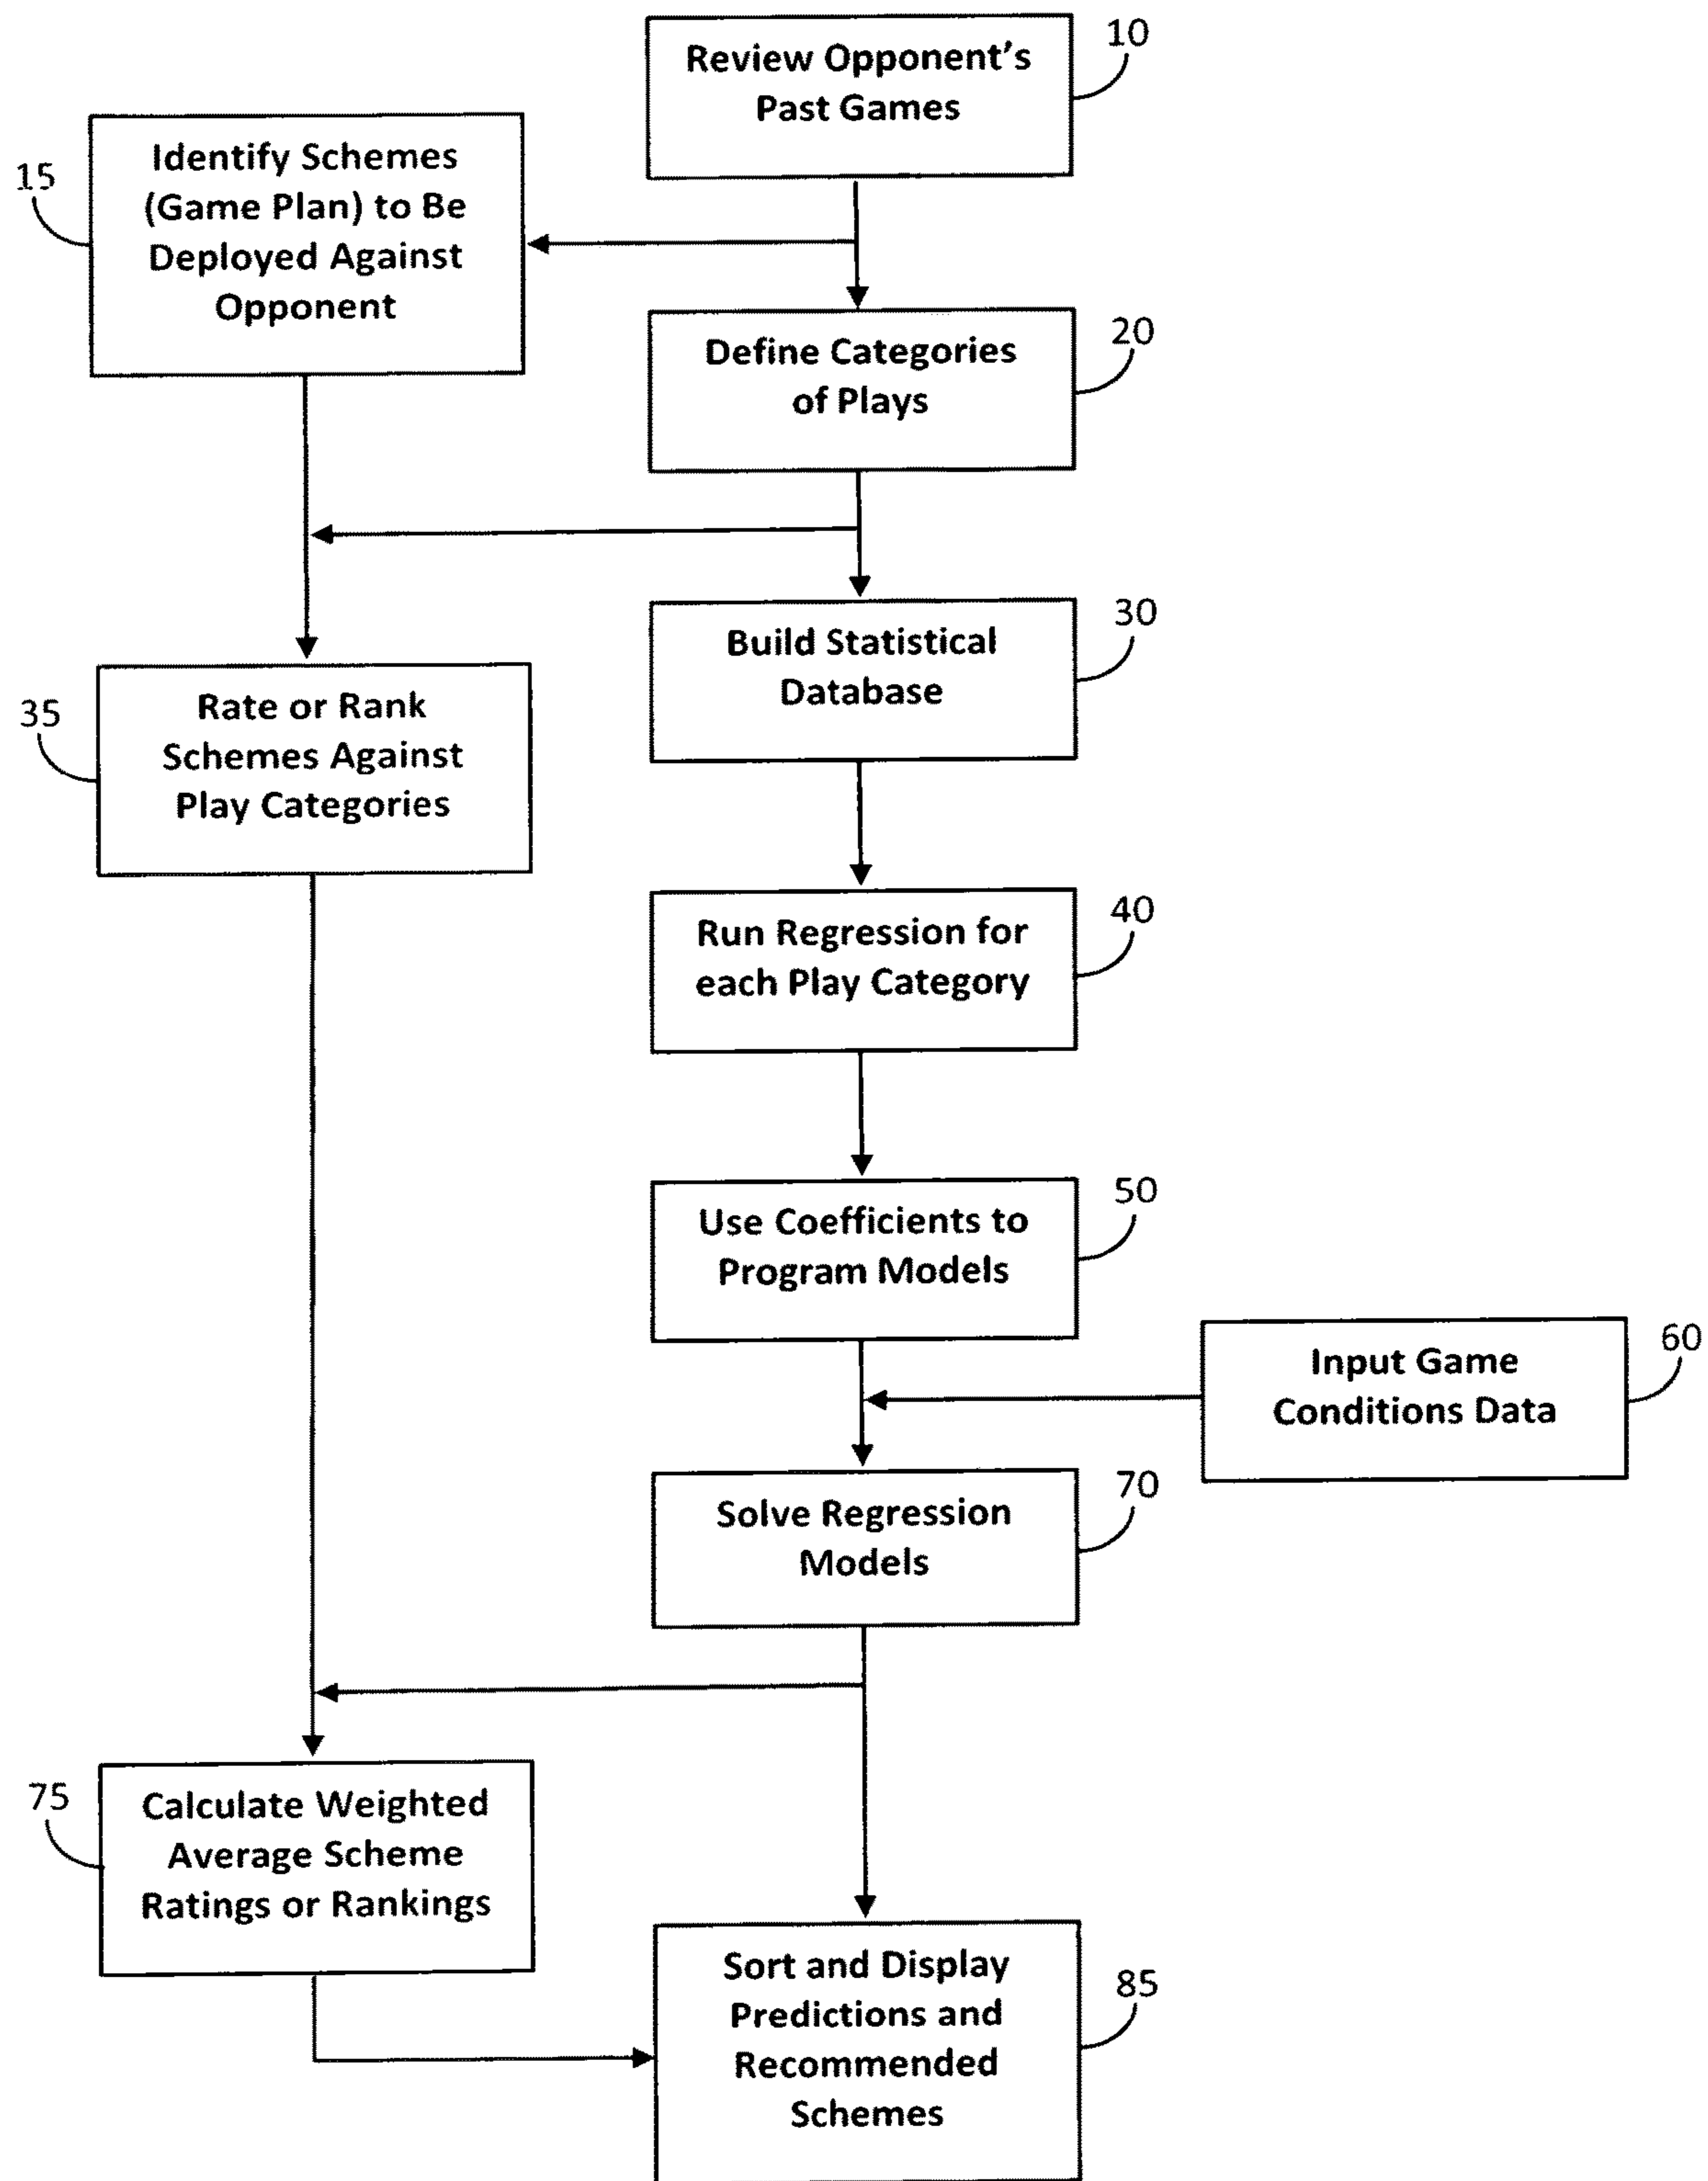 Review Opponent's
Past Games
10
Identify Schemes
(Game Plan) to Be
Deployed Against
Opponent
15
Define Categories
of Plays
20
Build Statistical
Database
30
Rate or Rank
Schemes Against
Play Categories
35
Run Regression for
each Play Category
40
Use Coefficients to
Program Models
50
Input Game
Conditions Data
60
Solve Regression
Models
70
Calculate Weighted
Average Scheme
Ratings or Rankings
75
Sort and Display
Predictions and
Recommended
Schemes
85